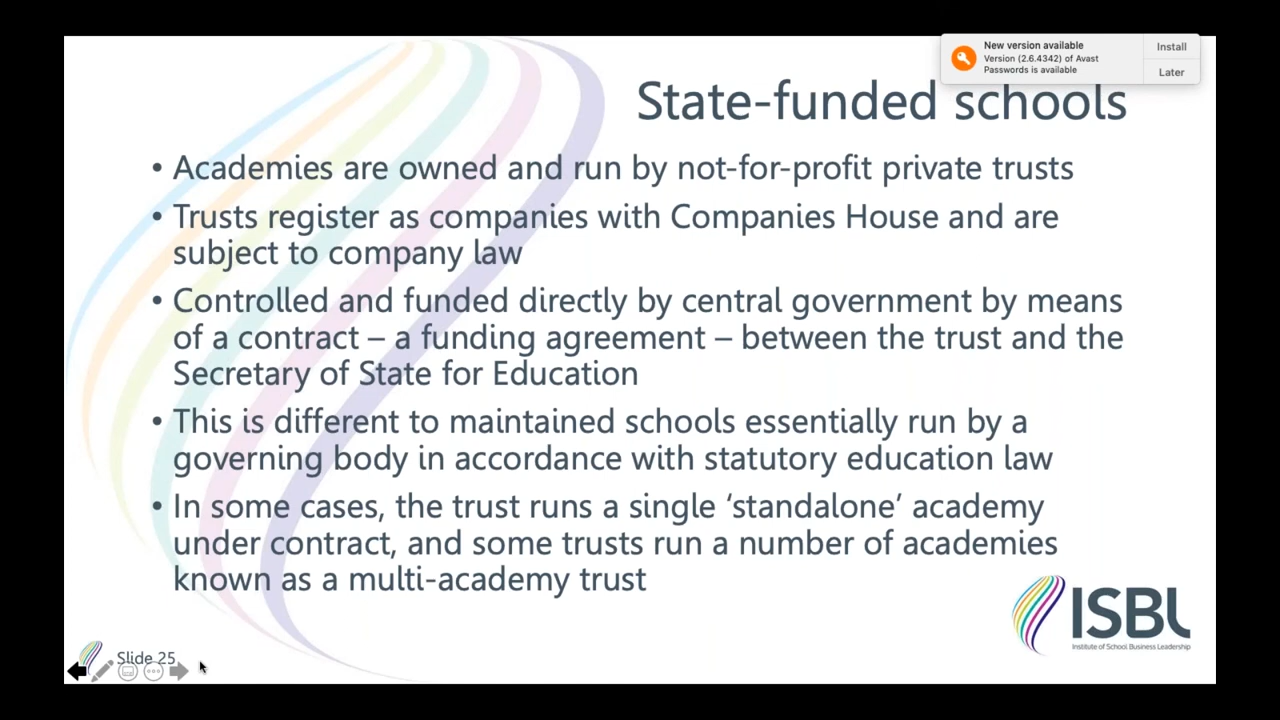 New version available
Version (2.6.4342) of Avast
Passwords is available
Install
Later
State-funded schools
• Academies are owned and run by not-for-profit private trusts
• Trusts register as companies with Companies House and are
subject to company law
• Controlled and funded directly by central government by means
of a contract – a funding agreement – between the trust and the
Secretary of State for Education
• This is different to maintained schools essentially run by a
governing body in accordance with statutory education law
• In some cases, the trust runs a single ‘standalone’ academy
under contract, and some trusts run a number of academies
known as a multi-academy trust
ISBL
Institute of School Business Leadership
Slide 25